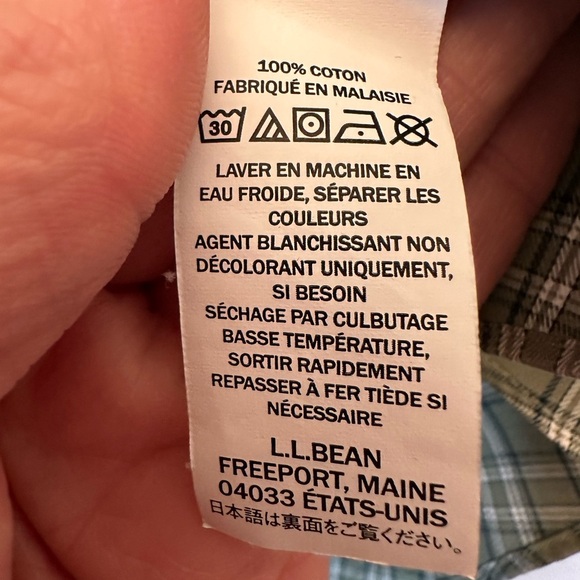 100% COTON
FABRIQUÉ EN MALAISIE
30
LAVER EN MACHINE EN
EAU FROIDE, SÉPARER LES
COULEURS
AGENT BLANCHISSANT NON
DÉCOLORANT UNIQUEMENT,
SI BESOIN
SÉCHAGE PAR CULBUTAGE
BASSE TEMPÉRATURE,
SORTIR RAPIDEMENT
REPASSER À FER TIÈDE SI
NÉCESSAIRE
L.L.BEAN
FREEPORT, MAINE
04033 ÉTATS-UNIS
日本語は裏面をご覧ください。